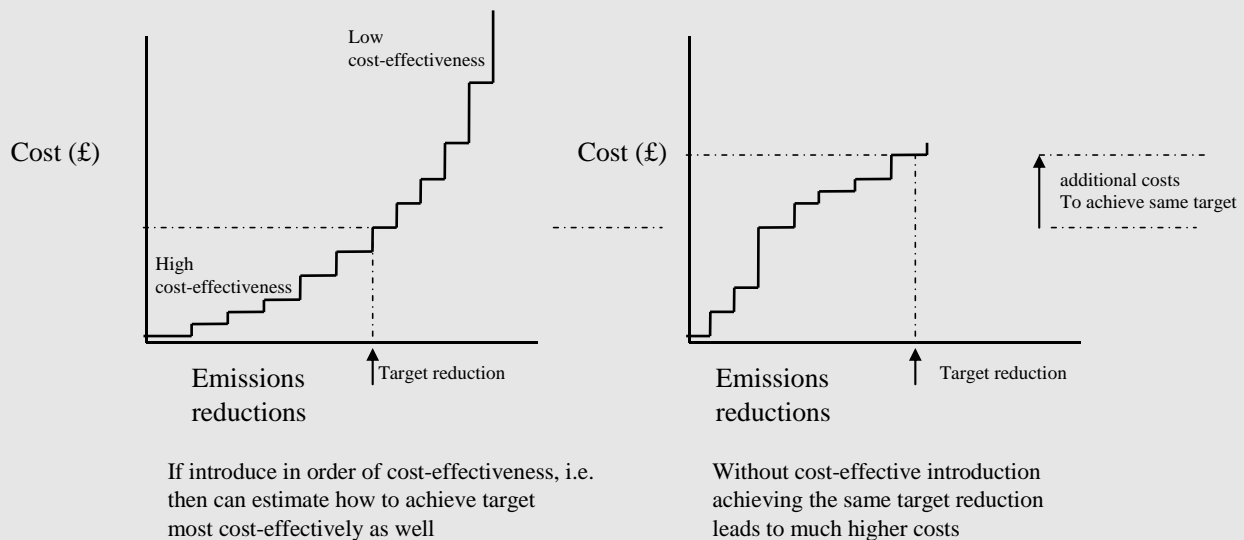 Low
cost-effectiveness
Cost (£)
High
cost-effectiveness
Emissions
reductions
Target reduction
If introduce in order of cost-effectiveness, i.e.
then can estimate how to achieve target
most cost-effectively as well
Cost (£)
additional costs
To achieve same target
Emissions
reductions
Target reduction
Without cost-effective introduction
achieving the same target reduction
leads to much higher costs